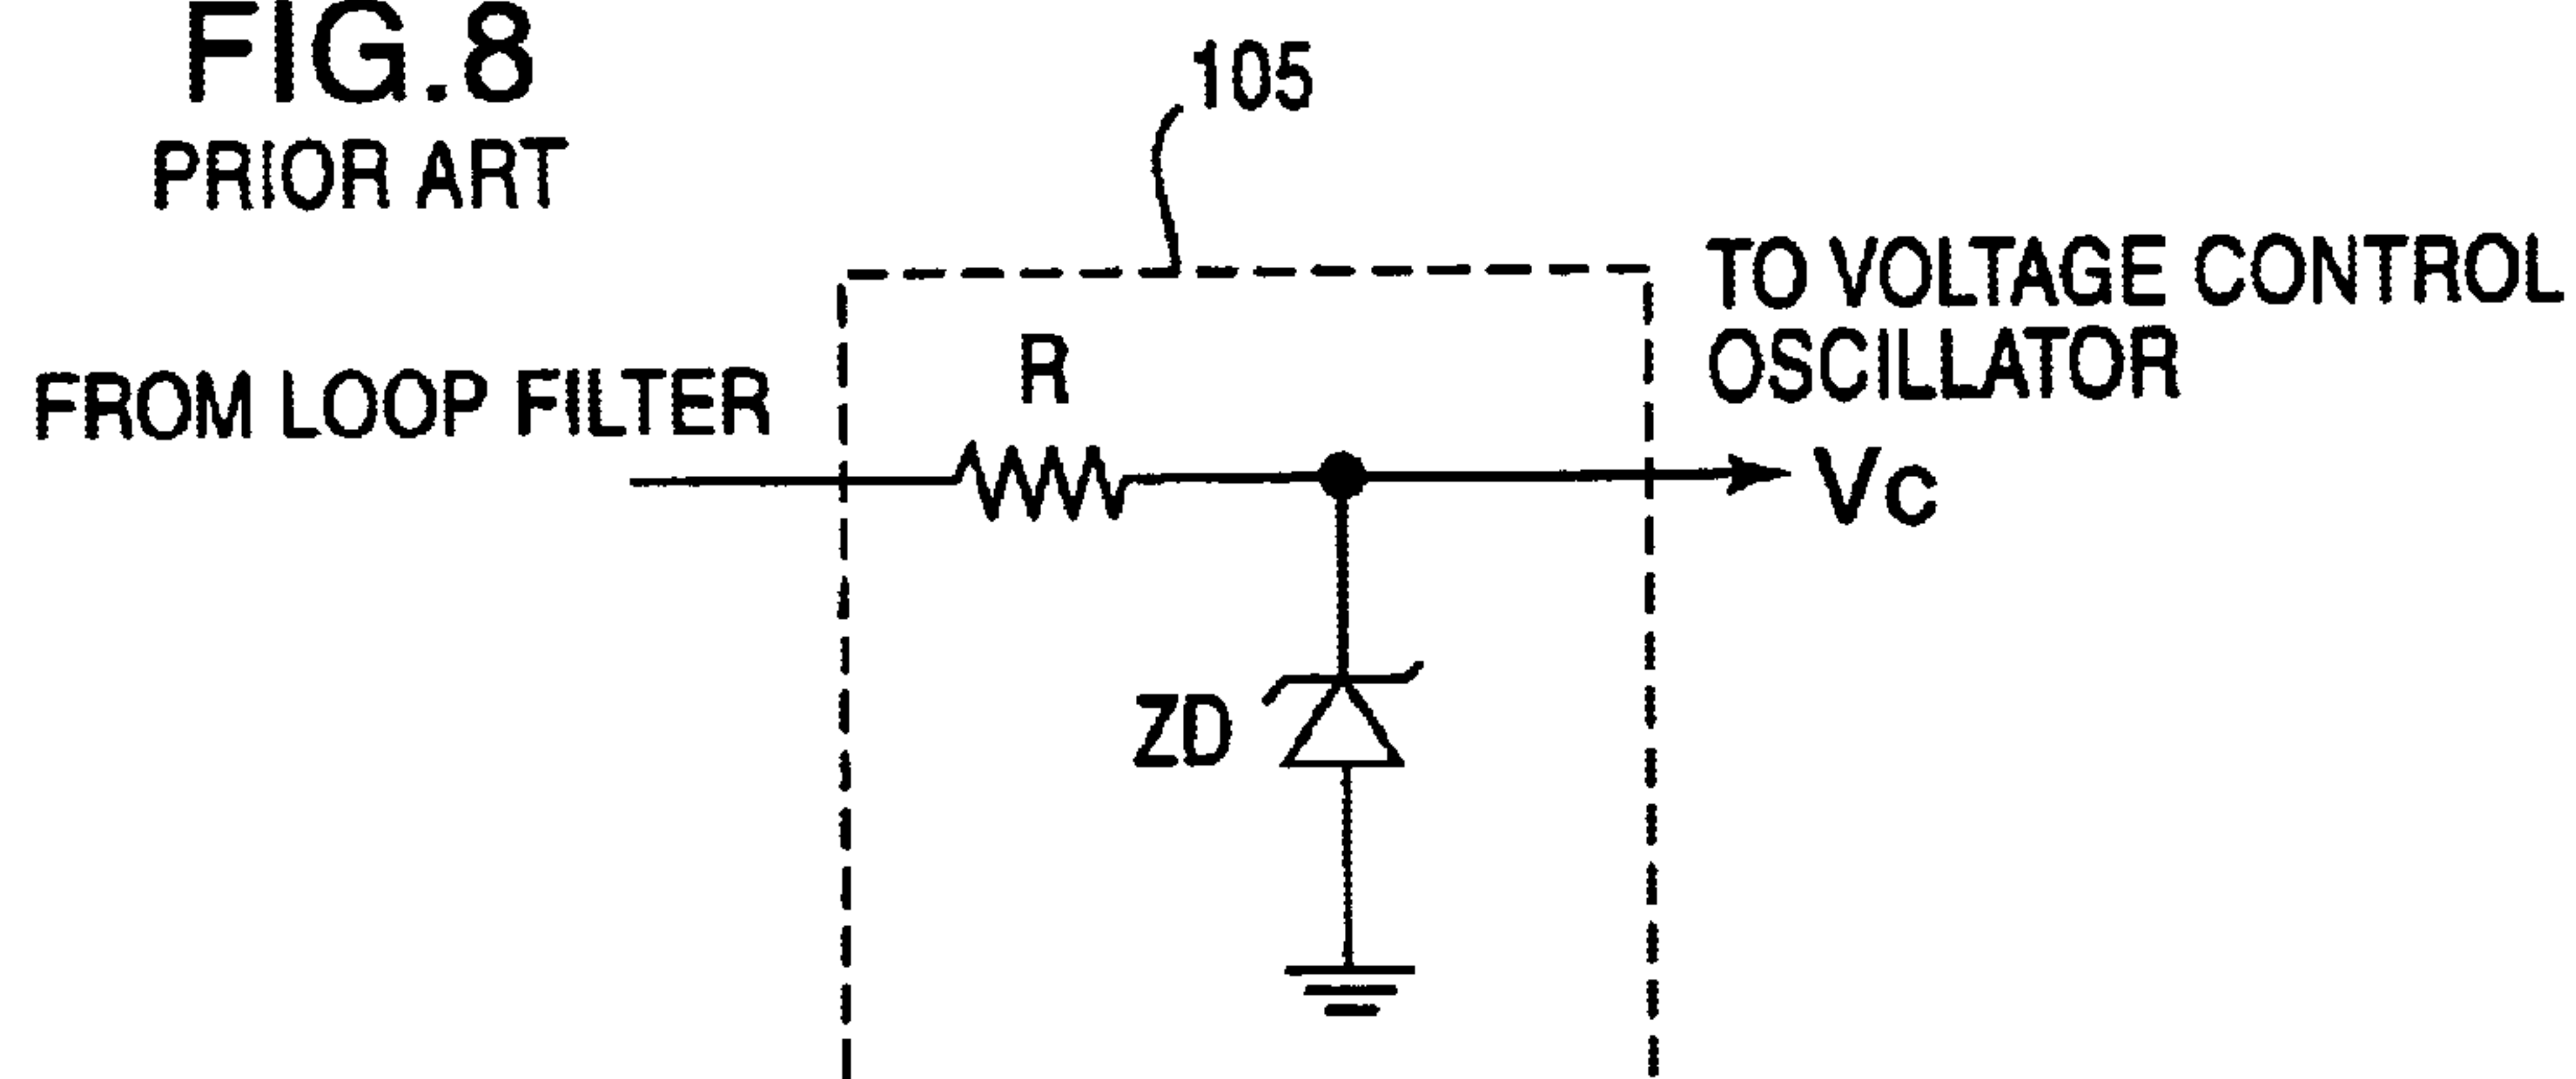 FIG.8
PRIOR ART
105
TO VOLTAGE CONTROL
OSCILLATOR
FROM LOOP FILTER
R
Vc
ZD